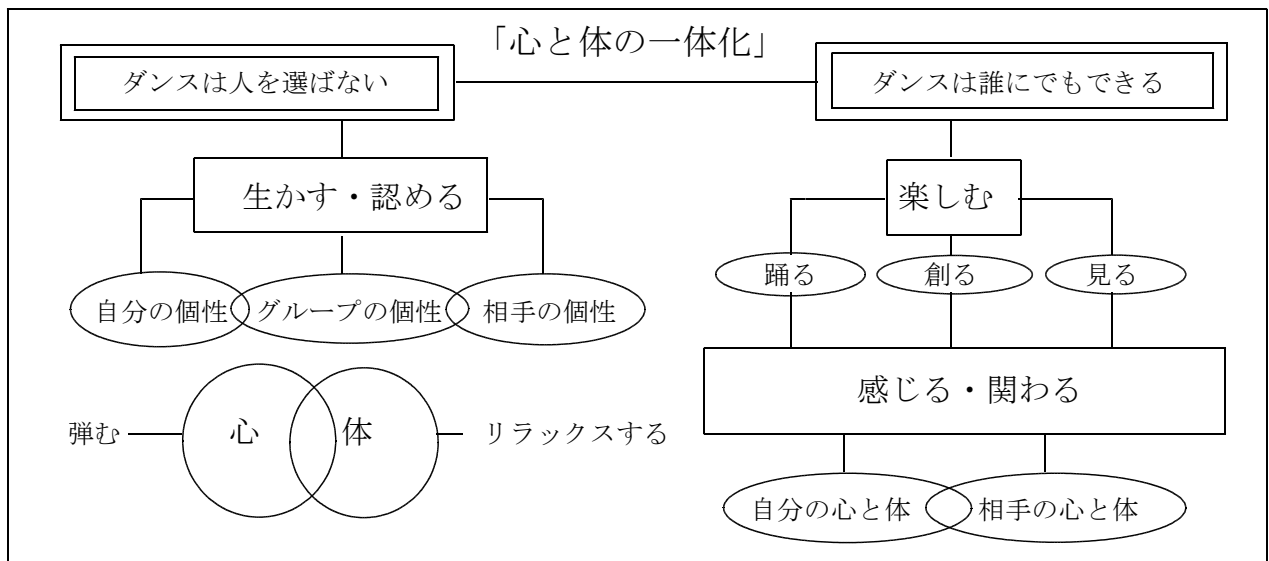 「心と体の一体化」
ダンスは人を選ばない
ダンスは誰にでもできる
生かす・認める
楽しむ
自分の個性
グループの個性
相手の個性
踊る
創る
見る
感じる・関わる
弾む
心
体
リラックスする
自分の心と体
相手の心と体